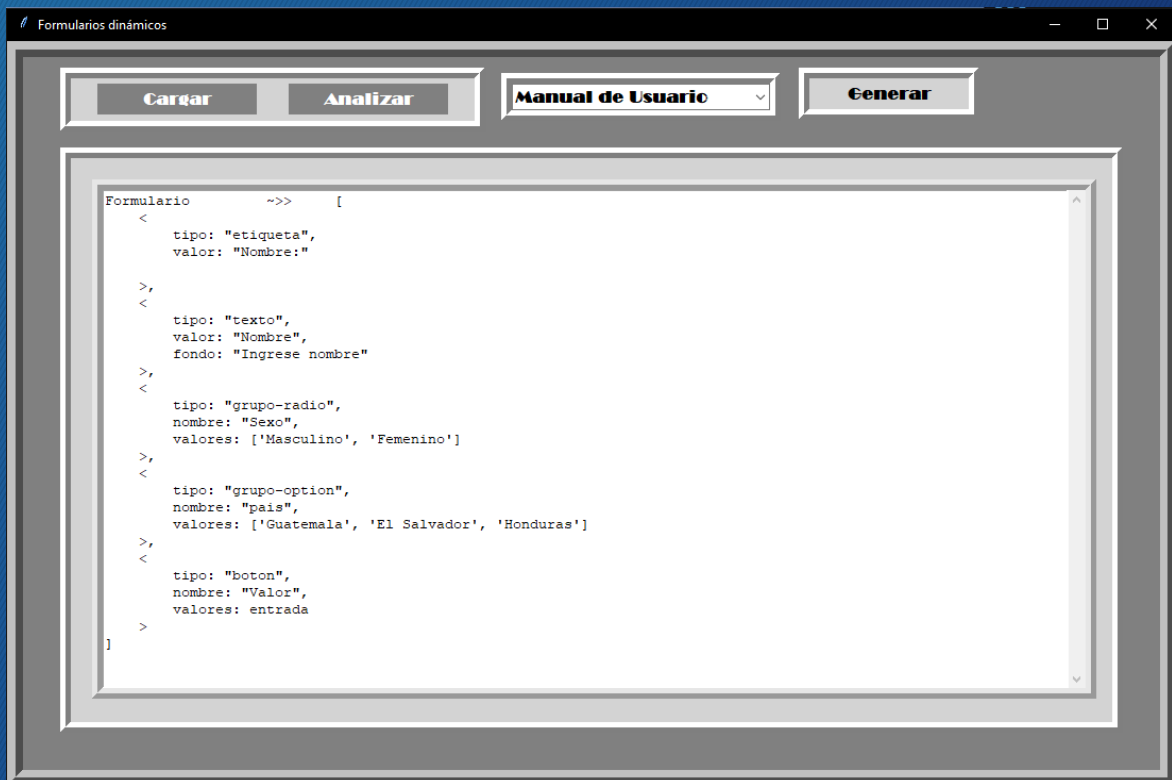 Formularios dinámicos
Cargar Analizar Manual de Usuario Generar
Formulario ~>> [
<
tipo: "etiqueta",
valor: "Nombre:"
>,
<
tipo: "texto",
valor: "Nombre",
fondo: "Ingrese nombre"
>,
<
tipo: "grupo-radio",
nombre: "Sexo",
valores: ['Masculino', 'Femenino']
>,
<
tipo: "grupo-option",
nombre: "pais",
valores: ['Guatemala', 'El Salvador', 'Honduras']
>,
<
tipo: "boton",
nombre: "Valor",
valores: entrada
>
]